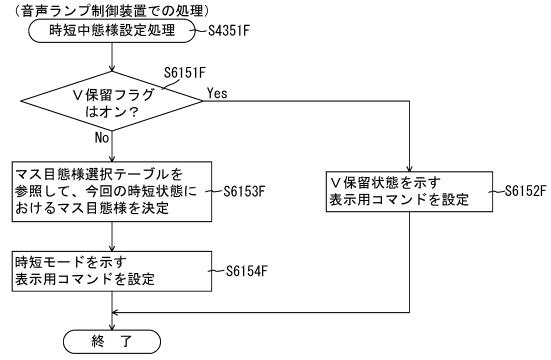 (音声ランプ制御装置での処理)
時短中態様設定処理
S4351F
S6151F
V保留フラグ
はオン?
Yes
No
マス目態様選択テーブルを
参照して、今回の時短状態に
おけるマス目態様を決定
S6153F
V保留状態を示す
表示用コマンドを設定
S6152F
時短モードを示す
表示用コマンドを設定
S6154F
終 了